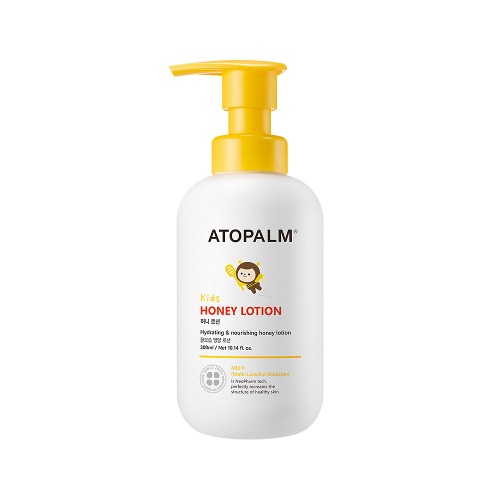 ATOPALM®
Kids
HONEY LOTION
허니 로션
Hydrating & nourishing honey lotion
꿀보습 영양 로션
300ml / Net 10.14 fl. oz.
MLE®
(Multi-Lamellar Emulsion)
is NeoPharm tech.
perfectly recreates the
structure of healthy skin.